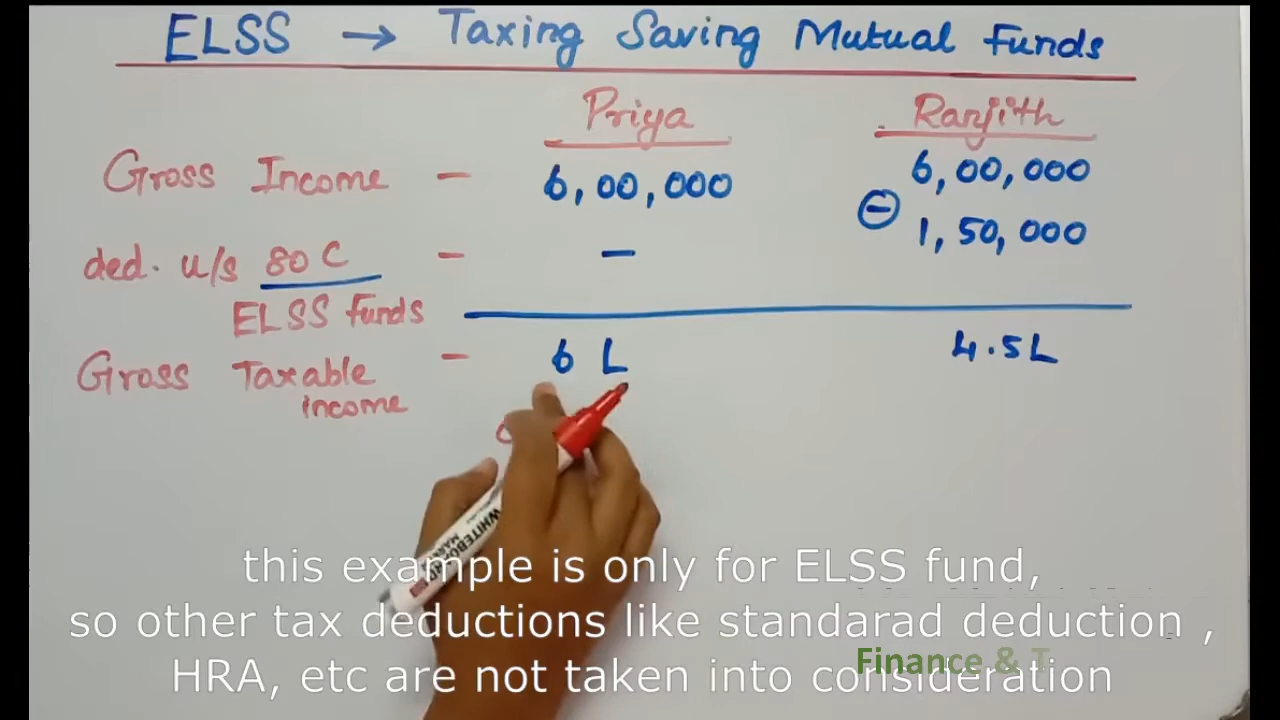 ELSS → Taxing Saving Mutual Funds
Priya Ranjith
Gross Income - 6,00,000 6,00,000
⊖ 1,50,000
ded. u/s 80 C - -
ELSS funds
Gross Taxable income - 6 L 4.5L
this example is only for ELSS fund,
so other tax deductions like standarad deduction ,
Finance & T
HRA, etc are not taken into consideration